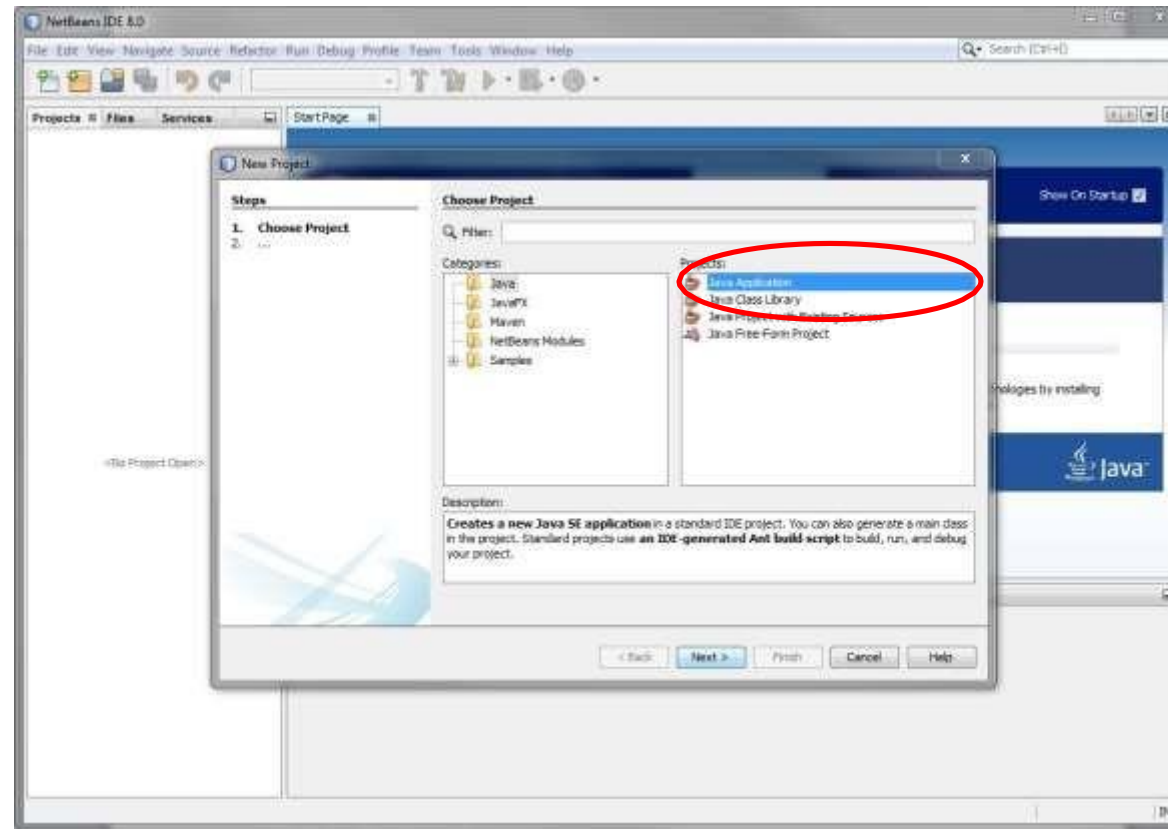 NetBeans IDE 8.0
File Edit View Navigate Source Refactor Run Debug Profile Team Tools Window Help
Search (Ctrl+I)
Projects Files Services
Start Page
New Project
Show On Startup
Steps
Choose Project
1. Choose Project
2. ...
Filter:
Categories:
Projects:
Java
JavaFX
Maven
NetBeans Modules
Samples
Java Application
Java Class Library
Java Project with Existing Sources
Java Free-Form Project
by installing
<No Project Open>
Java
Description:
Creates a new Java SE application in a standard IDE project. You can also generate a main class
in the project. Standard projects use an IDE-generated Ant build script to build, run, and debug
your project.
< Back
Next >
Finish
Cancel
Help